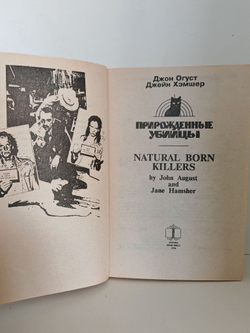 Джон Огуст
Джейн Хэмшер
ПРИРОЖДЕННЫЕ
УБИЙЦЫ
NATURAL BORN
KILLERS
by John August
and
Jane Hamsher